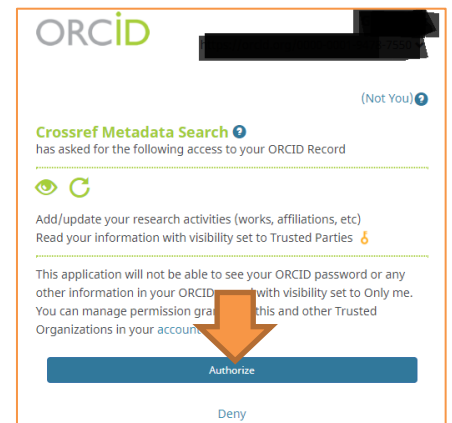 ORCID
(Not You)
Crossref Metadata Search
has asked for the following access to your ORCID Record
Add/update your research activities (works, affiliations, etc)
Read your information with visibility set to Trusted Parties
This application will not be able to see your ORCID password or any
other information in your ORCID with visibility set to Only me.
You can manage permission this and other Trusted
Organizations in your account
Authorize
Deny